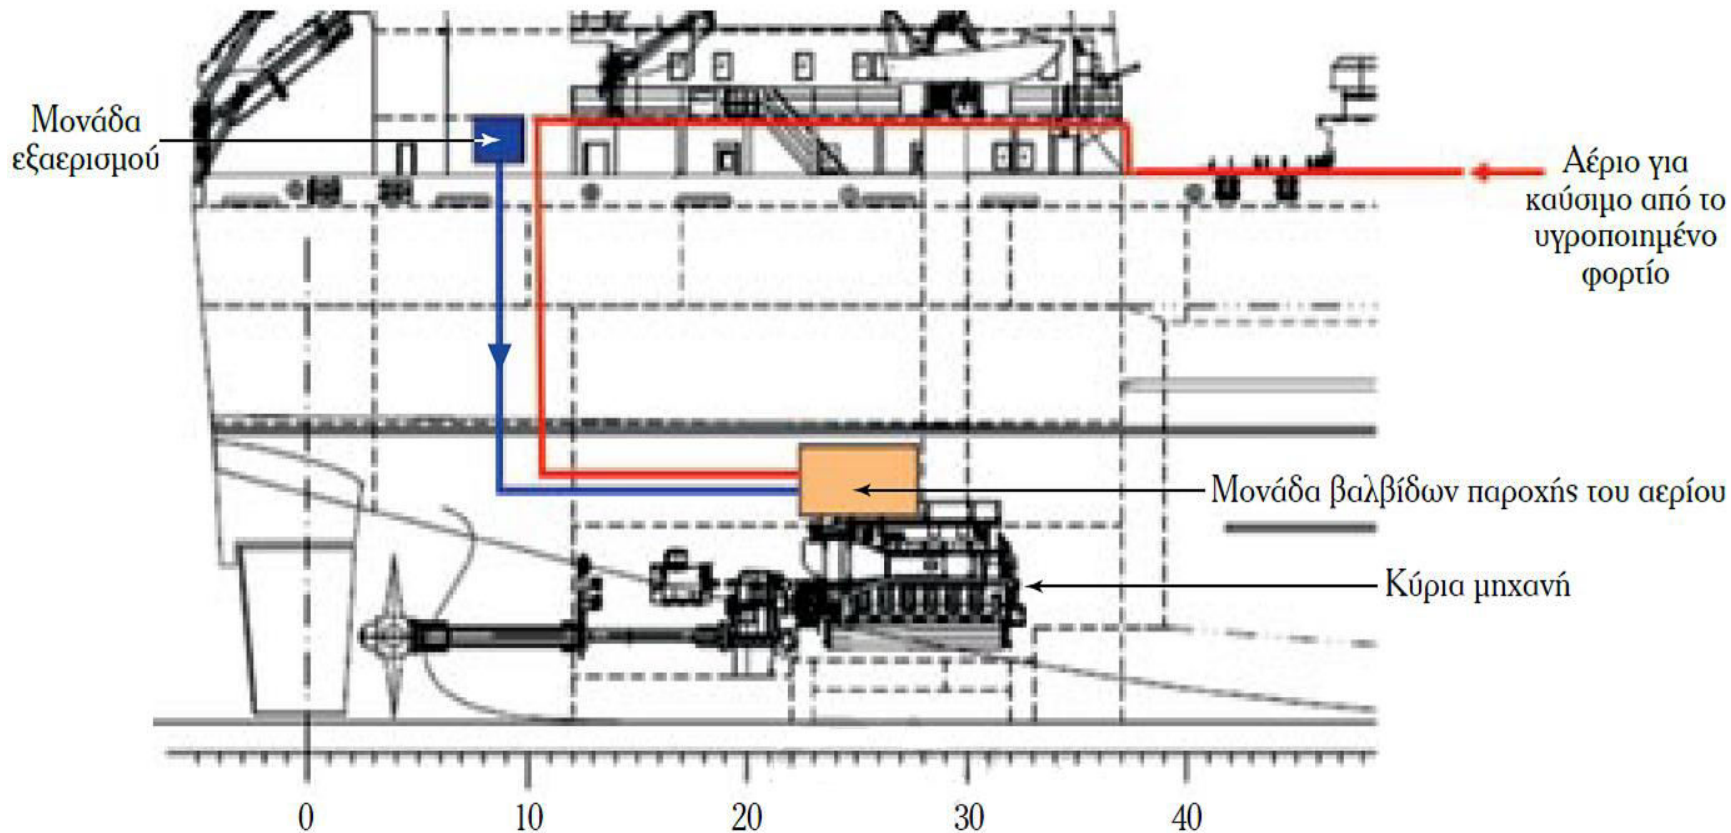 Μονάδα
εξαερισμού
Αέριο για
καύσιμο από το
υγροποιημένο
φορτίο
Μονάδα βαλβίδων παροχής του αερίου
Κύρια μηχανή
0 10 20 30 40